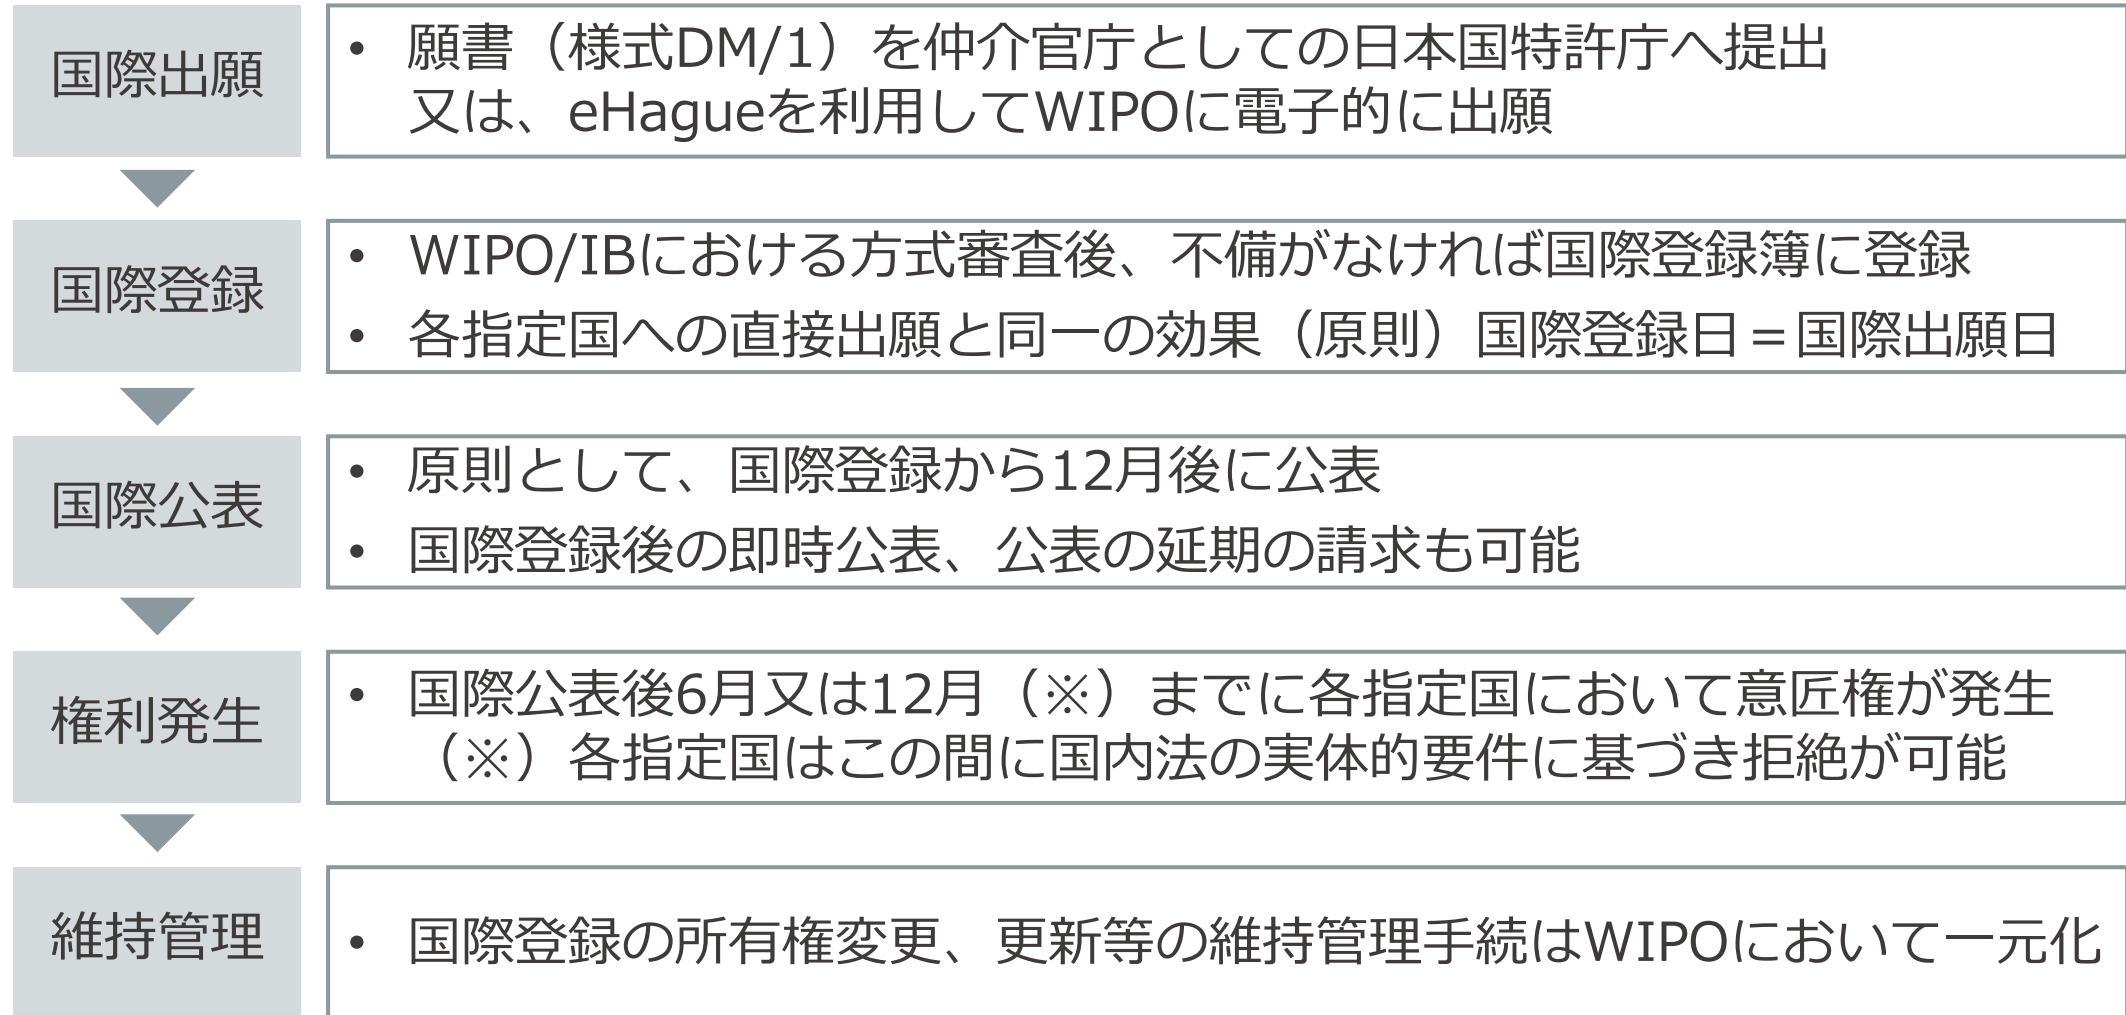 国際出願
• 願書（様式DM/1）を仲介官庁としての日本国特許庁へ提出
又は、eHagueを利用してWIPOに電子的に出願
国際登録
• WIPO/IBにおける方式審査後、不備がなければ国際登録簿に登録
• 各指定国への直接出願と同一の効果（原則）国際登録日＝国際出願日
国際公表
• 原則として、国際登録から12月後に公表
• 国際登録後の即時公表、公表の延期の請求も可能
権利発生
• 国際公表後6月又は12月（※）までに各指定国において意匠権が発生
（※）各指定国はこの間に国内法の実体的要件に基づき拒絶が可能
維持管理
• 国際登録の所有権変更、更新等の維持管理手続はWIPOにおいて一元化